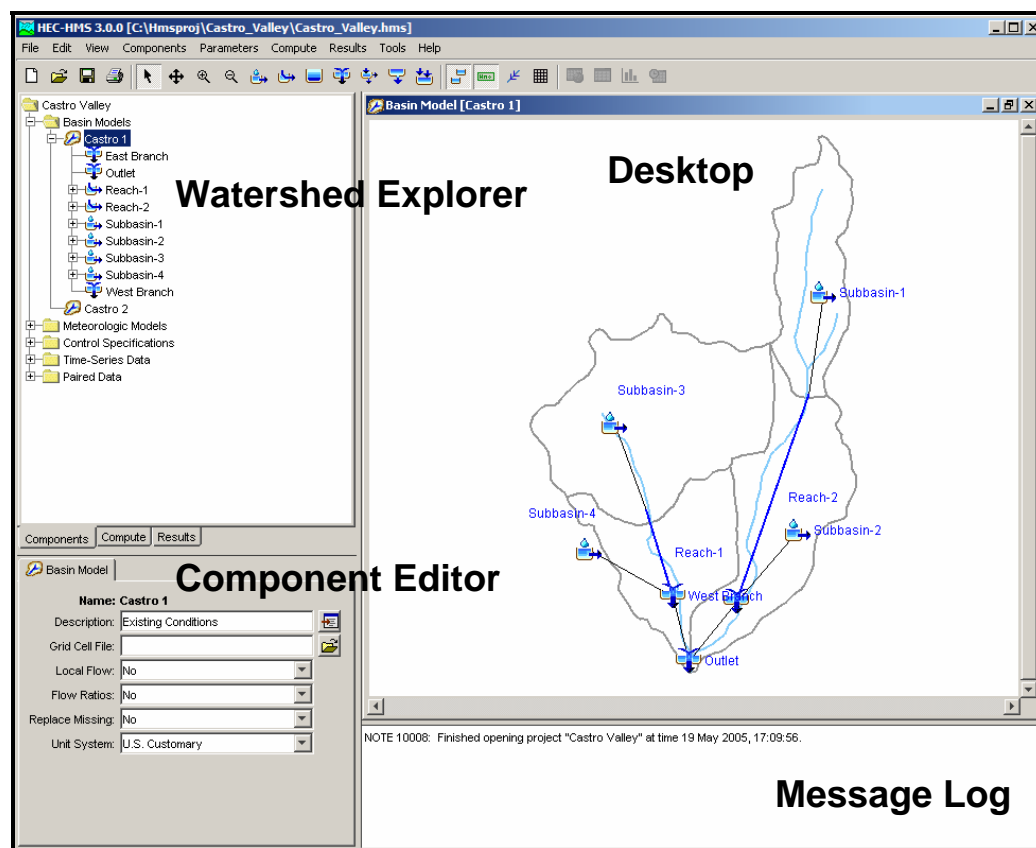 HEC-HMS 3.0.0 [C:\Hmsproj\Castro_Valley\Castro_Valley.hms]
File Edit View Components Parameters Compute Results Tools Help
Castro Valley
Basin Models
Castro 1
East Branch
Outlet
Reach-1
Reach-2
Subbasin-1
Subbasin-2
Subbasin-3
Subbasin-4
West Branch
Castro 2
Meteorologic Models
Control Specifications
Time-Series Data
Paired Data
Watershed Explorer
Components Compute Results
Basin Model [Castro 1]
Desktop
Subbasin-1
Subbasin-3
Reach-2
Subbasin-4
Subbasin-2
Reach-1
West Branch
Outlet
Basin Model
Component Editor
Name: Castro 1
Description: Existing Conditions
Grid Cell File:
Local Flow: No
Flow Ratios: No
Replace Missing: No
Unit System: U.S. Customary
NOTE 10008: Finished opening project "Castro Valley" at time 19 May 2005, 17:09:56.
Message Log